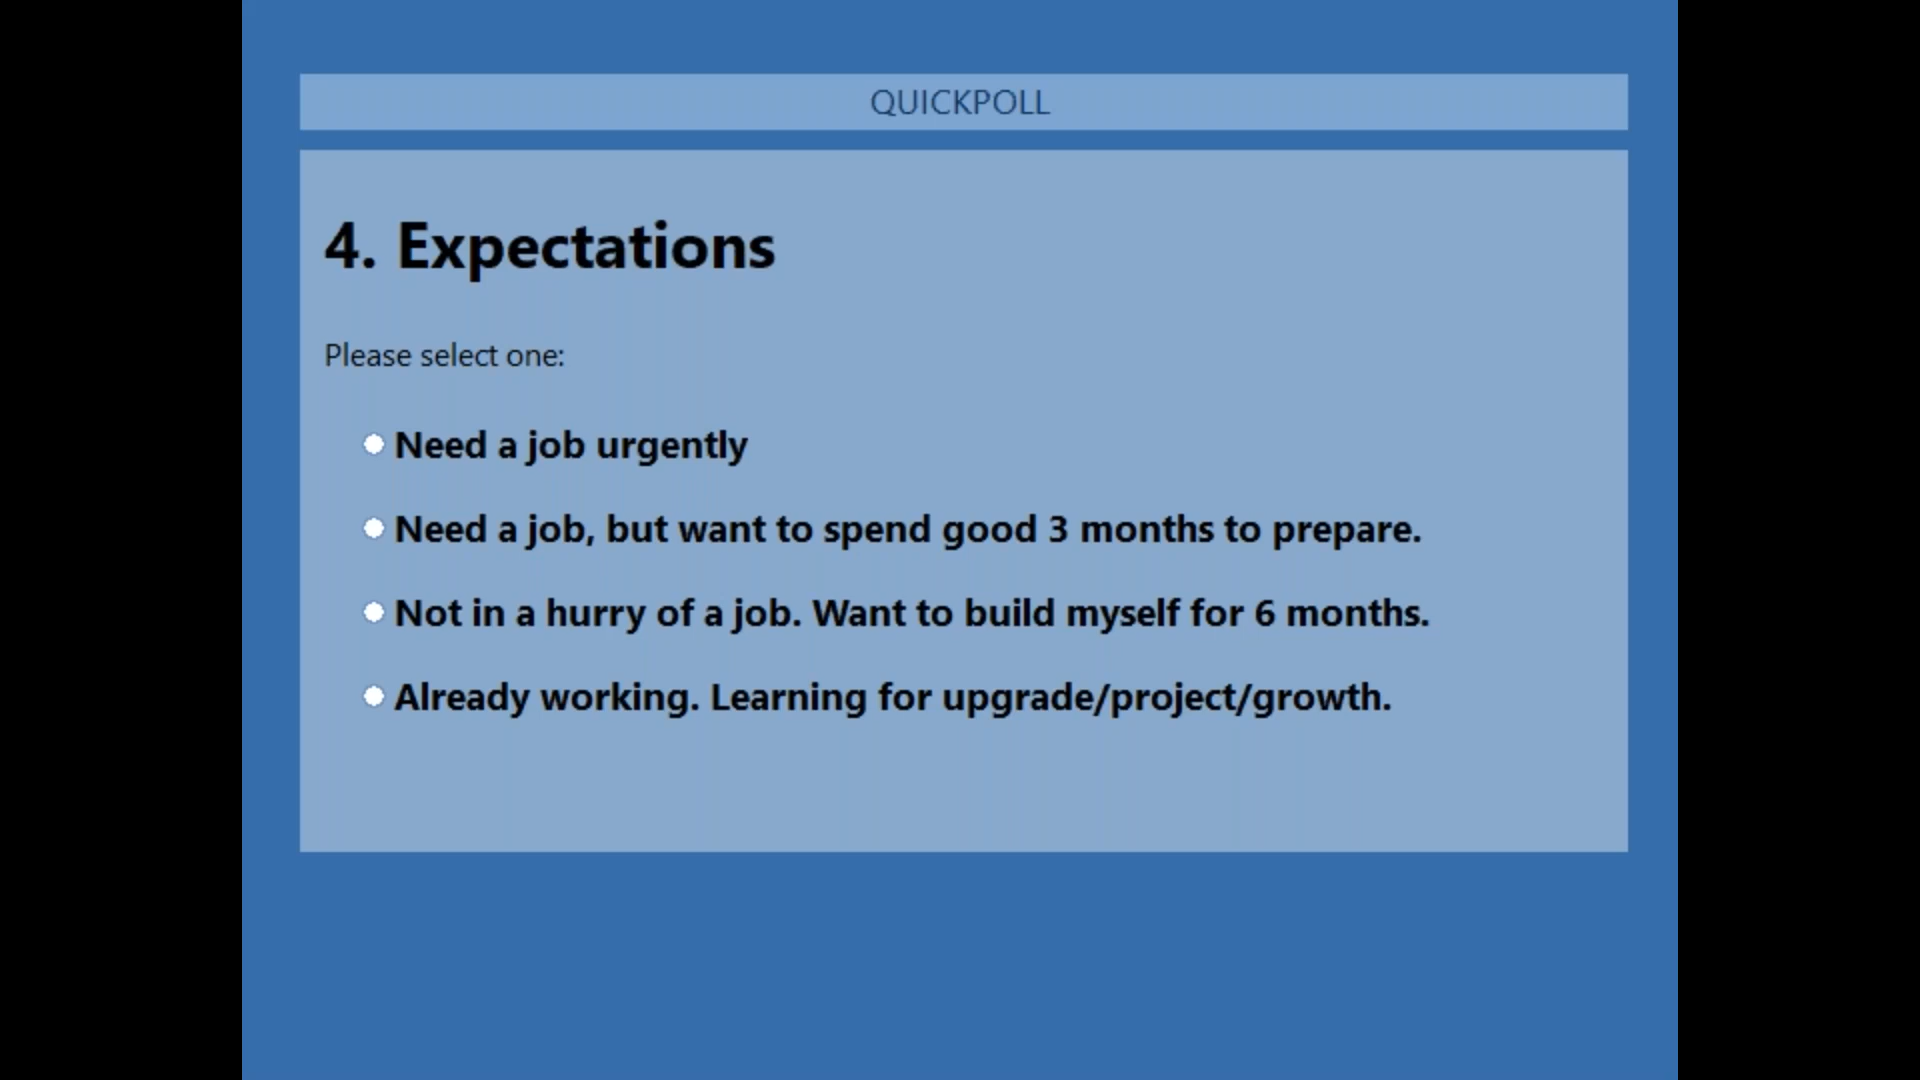 QUICKPOLL
4. Expectations
Please select one:
Need a job urgently
Need a job, but want to spend good 3 months to prepare.
Not in a hurry of a job. Want to build myself for 6 months.
Already working. Learning for upgrade/project/growth.